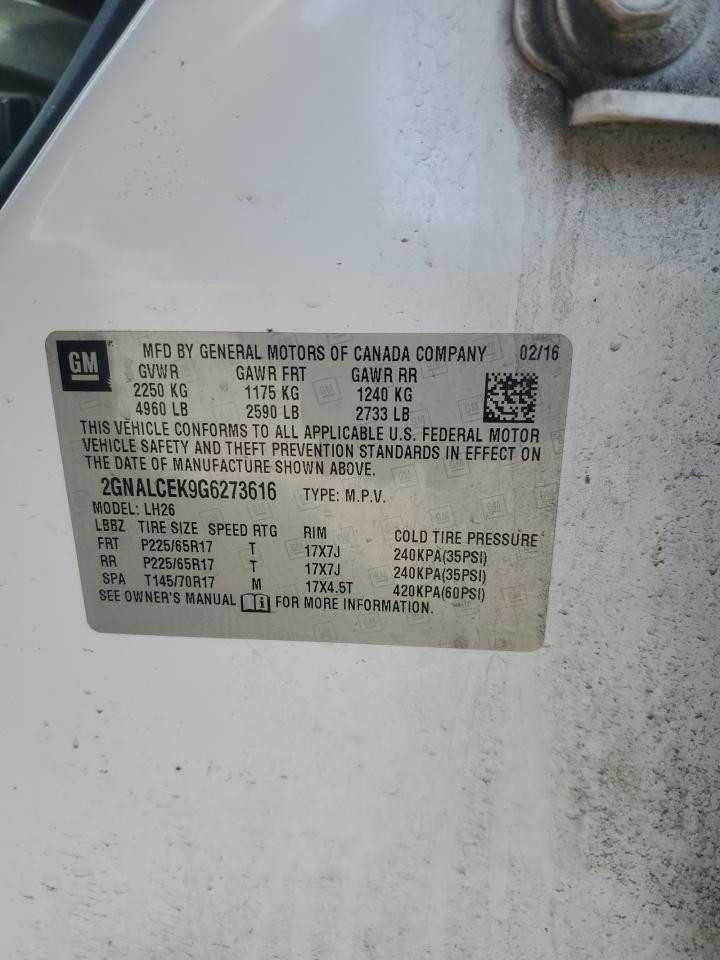 GM MFD BY GENERAL MOTORS OF CANADA COMPANY 02/16
GVWR GAWR FRT GAWR RR
2250 KG 1175 KG 1240 KG
4960 LB 2590 LB 2733 LB
THIS VEHICLE CONFORMS TO ALL APPLICABLE U.S. FEDERAL MOTOR
VEHICLE SAFETY AND THEFT PREVENTION STANDARDS IN EFFECT ON
THE DATE OF MANUFACTURE SHOWN ABOVE.
2GNALCEK9G6273616 TYPE: M.P.V.
MODEL: LH26
LBBZ TIRE SIZE SPEED RTG RIM COLD TIRE PRESSURE
FRT P225/65R17 T 17X7J 240KPA(35PSI)
RR P225/65R17 T 17X7J 240KPA(35PSI)
SPA T145/70R17 M 17X4.5T 420KPA(60PSI)
SEE OWNER'S MANUAL FOR MORE INFORMATION.